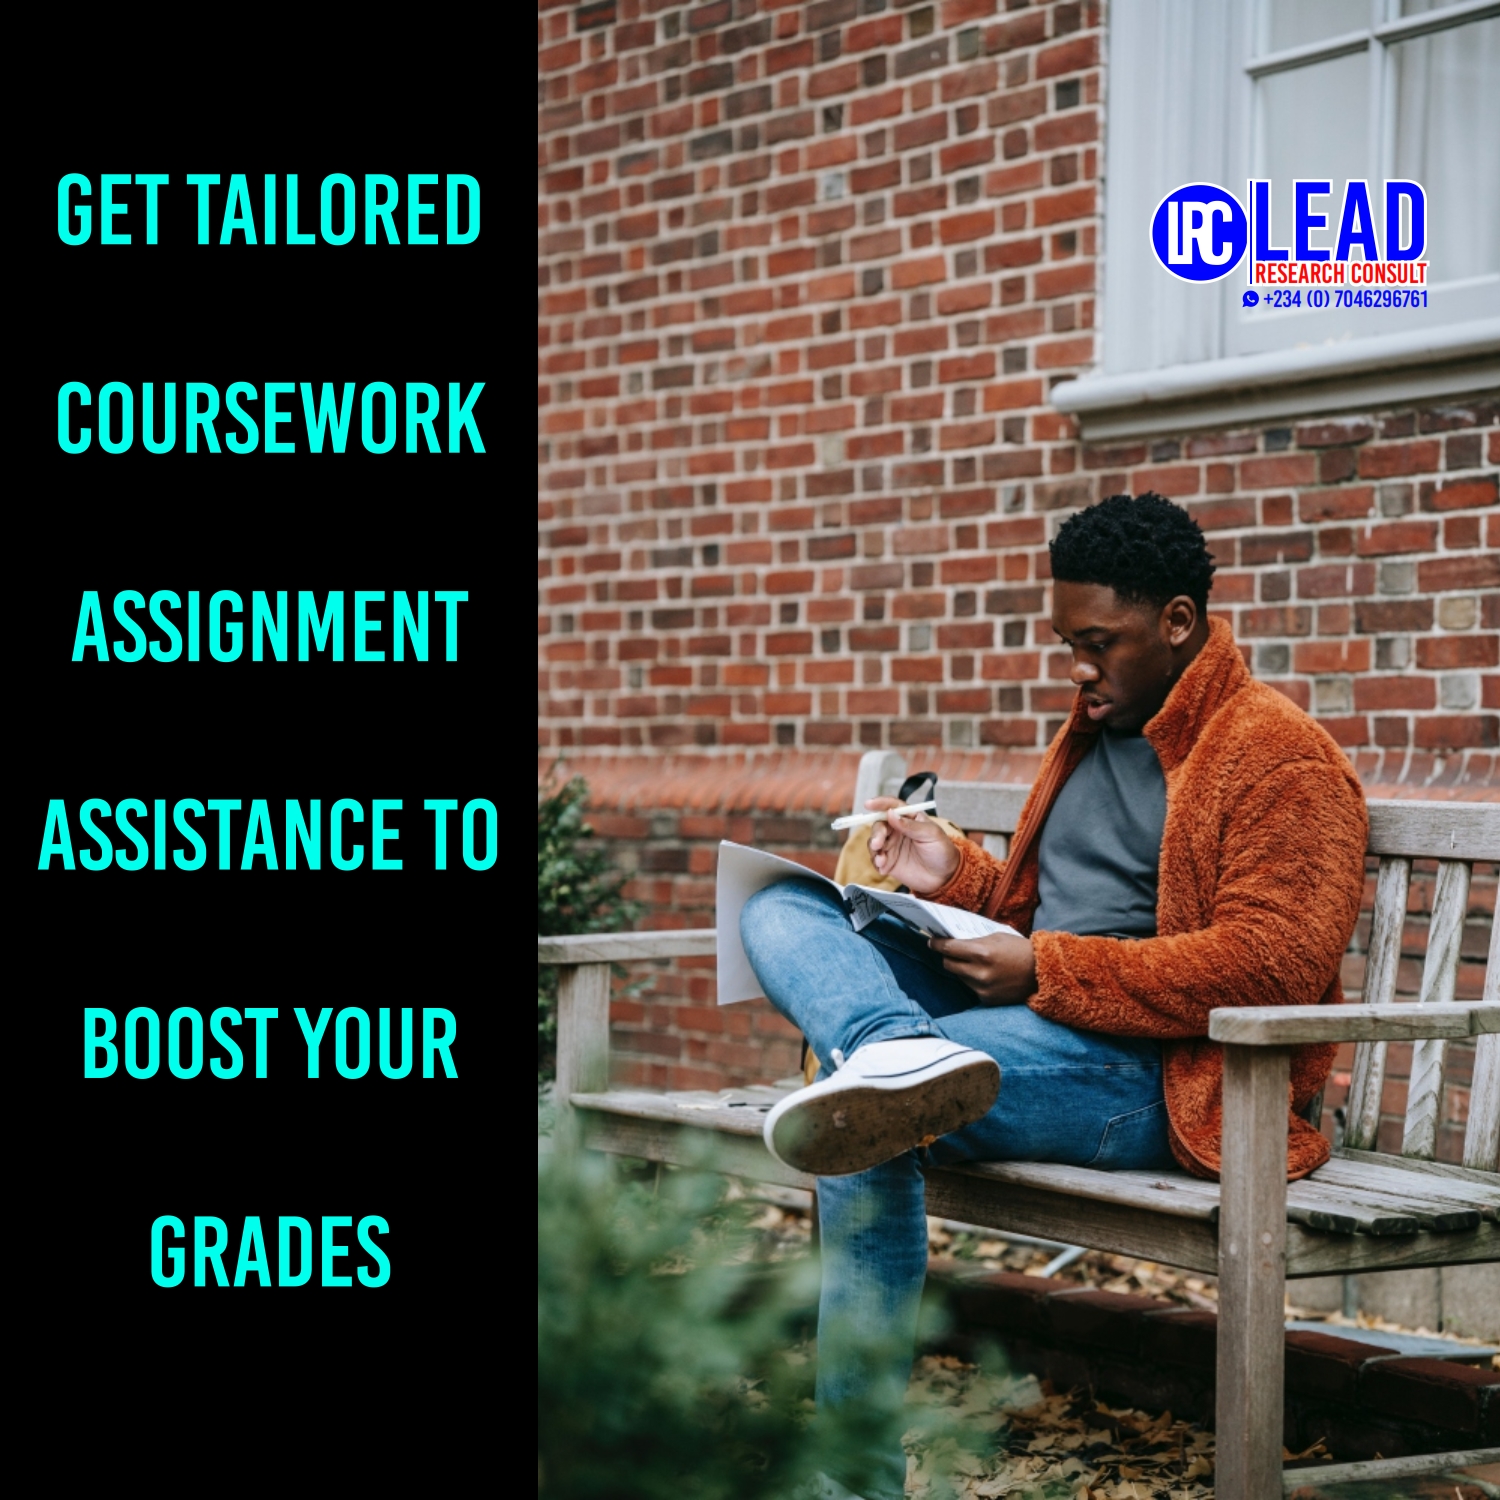 GET TAILORED
COURSEWORK
ASSIGNMENT
ASSISTANCE TO
BOOST YOUR
GRADES
LRC LEAD
RESEARCH CONSULT
+234 (0) 7046296761